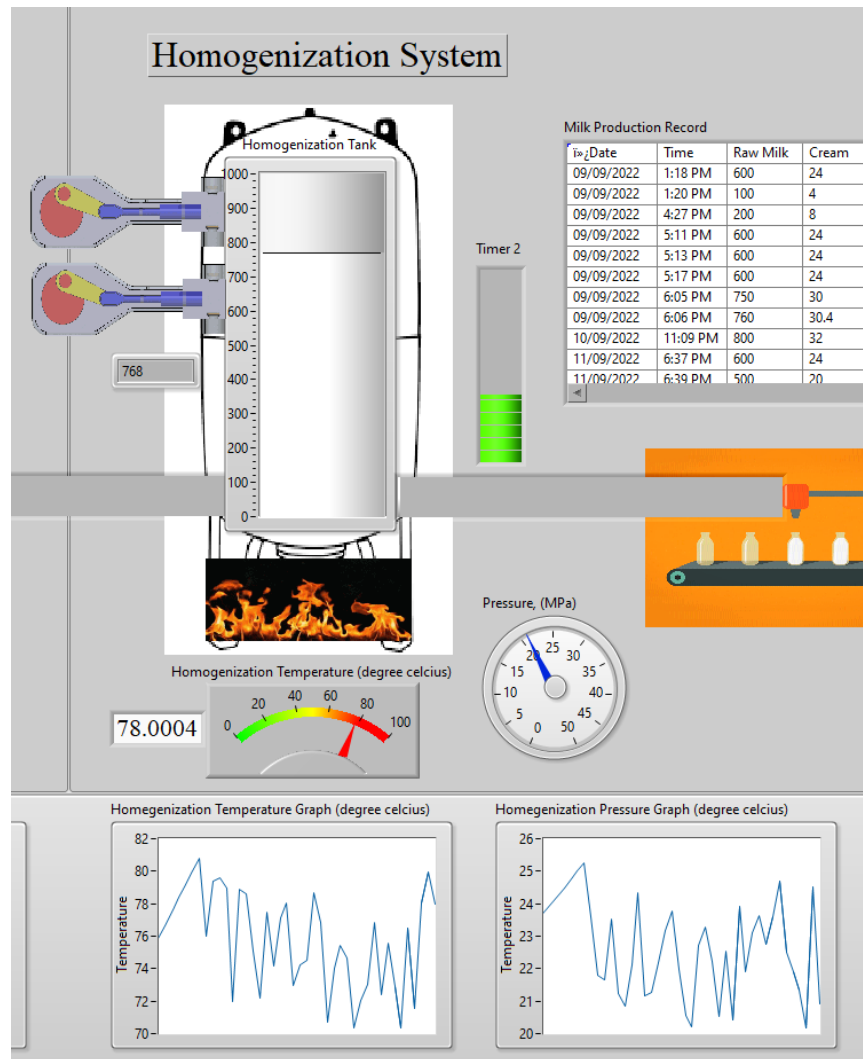 Homogenization System
Homogenization Tank
1000
900
800
700
600
500
400
300
200
100
0
768
Timer 2
Milk Production Record
ï»¿Date Time Raw Milk Cream
09/09/2022 1:18 PM 600 24
09/09/2022 1:20 PM 100 4
09/09/2022 4:27 PM 200 8
09/09/2022 5:11 PM 600 24
09/09/2022 5:13 PM 600 24
09/09/2022 5:17 PM 600 24
09/09/2022 6:05 PM 750 30
09/09/2022 6:06 PM 760 30.4
10/09/2022 11:09 PM 800 32
11/09/2022 6:37 PM 600 24
11/09/2022 6:39 PM 500 20
Pressure, (MPa)
0 5 10 15 20 25 30 35 40 45 50
Homogenization Temperature (degree celcius)
78.0004
0 20 40 60 80 100
Homegenization Temperature Graph (degree celcius)
Temperature
82
80
78
76
74
72
70
Homegenization Pressure Graph (degree celcius)
Temperature
26
25
24
23
22
21
20